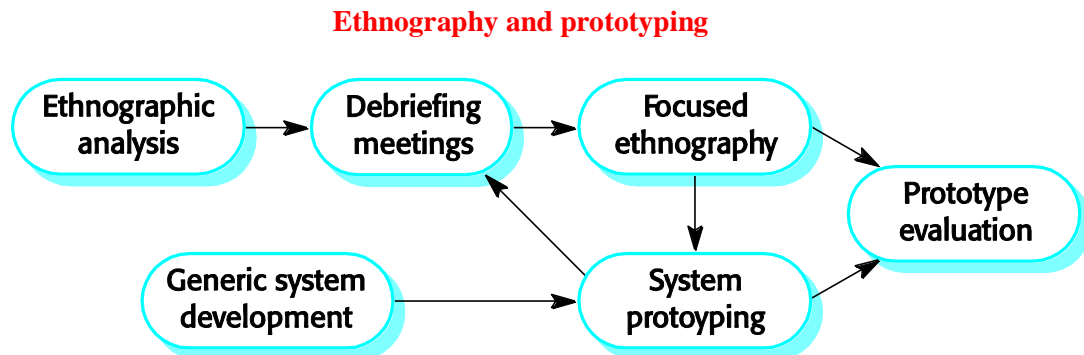 Ethnography and prototyping
Ethnographic
analysis
Debriefing
meetings
Focused
ethnography
Prototype
evaluation
Generic system
development
System
protoyping